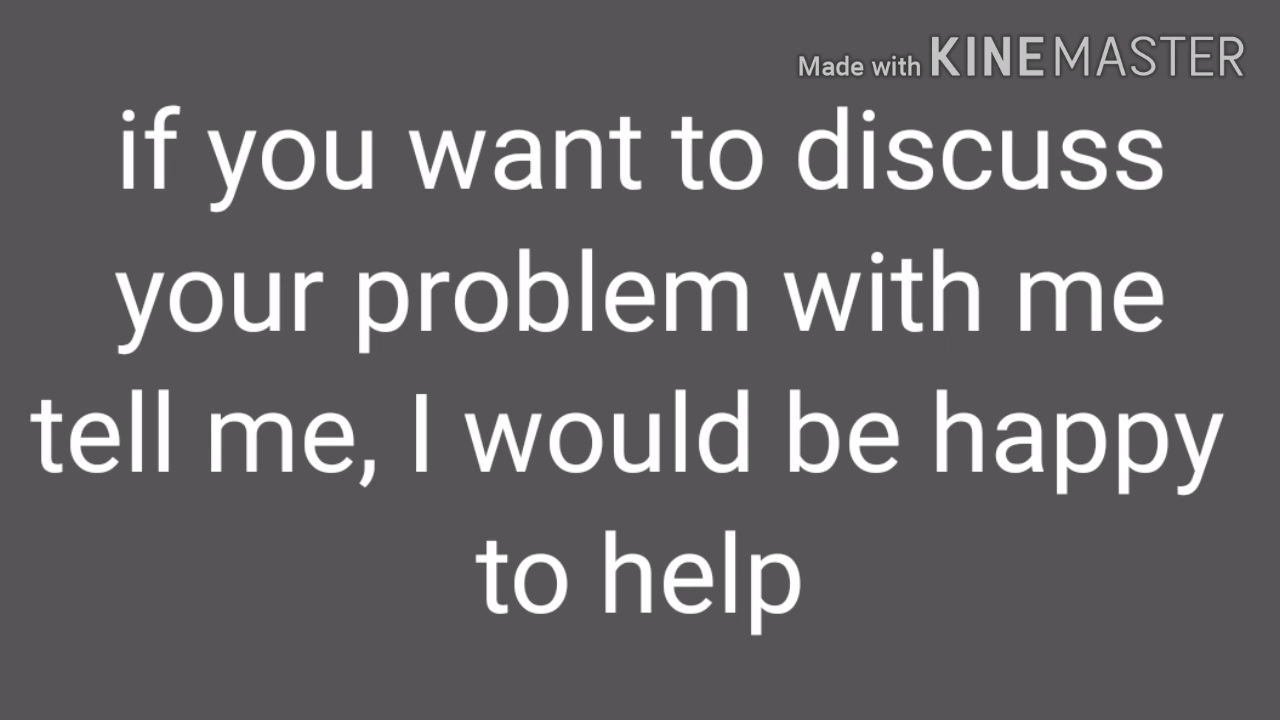 Made with KINEMASTER
if you want to discuss
your problem with me
tell me, I would be happy
to help